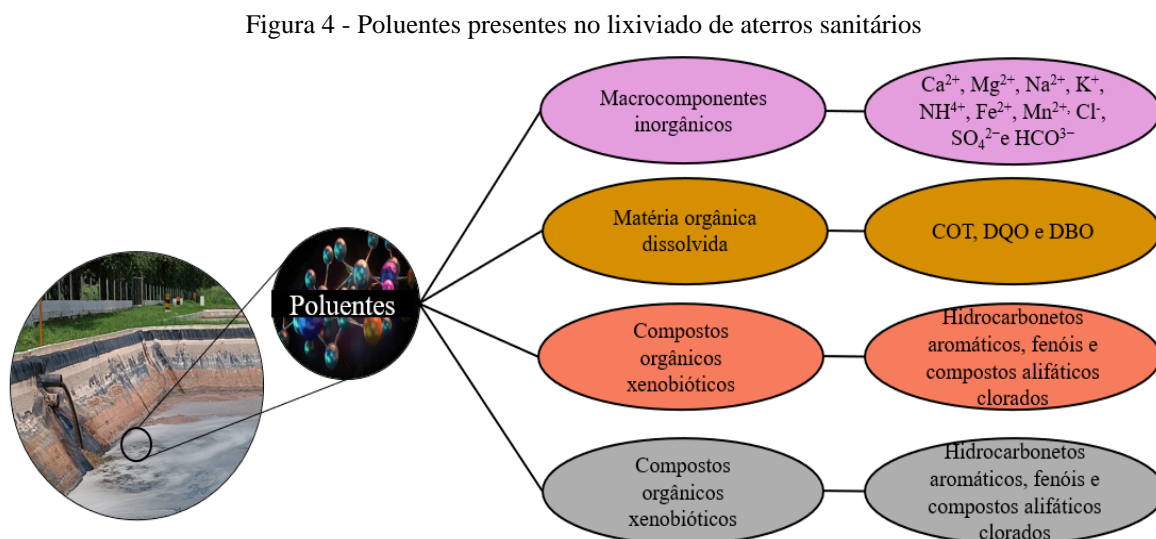 Figura 4 - Poluentes presentes no lixiviado de aterros sanitários
Macrocomponentes
inorgânicos
Ca²⁺, Mg²⁺, Na²⁺, K⁺,
NH⁴⁺, Fe²⁺, Mn²⁺, Cl⁻,
SO₄²⁻e HCO³⁻
Matéria orgânica
dissolvida
COT, DQO e DBO
Poluentes
Compostos
orgânicos
xenobióticos
Hidrocarbonetos
aromáticos, fenóis e
compostos alifáticos
clorados
Compostos
orgânicos
xenobióticos
Hidrocarbonetos
aromáticos, fenóis e
compostos alifáticos
clorados